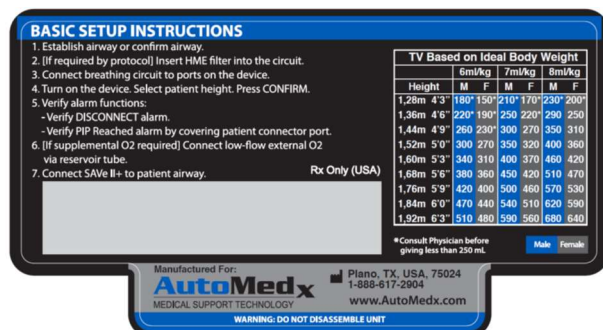 BASIC SETUP INSTRUCTIONS
1. Establish airway or confirm airway.
2. [If required by protocol] Insert HME filter into the circuit.
3. Connect breathing circuit to ports on the device.
4. Turn on the device. Select patient height. Press CONFIRM.
5. Verify alarm functions:
- Verify DISCONNECT alarm.
- Verify PIP Reached alarm by covering patient connector port.
6. [If supplemental O2 required] Connect low-flow external O2
via reservoir tube.
7. Connect SAVe II+ to patient airway.
Rx Only (USA)
TV Based on Ideal Body Weight
6ml/kg 7ml/kg 8ml/kg
Height M F M F M F
1,28m 4'3" 180* 150* 210* 170* 230* 200*
1,36m 4'6" 220* 190* 250 220* 290 250
1,44m 4'9" 260 230* 300 270 350 310
1,52m 5'0" 300 270 350 320 400 360
1,60m 5'3" 340 310 400 370 460 420
1,68m 5'6" 380 360 450 420 510 470
1,76m 5'9" 420 400 500 460 570 530
1,84m 6'0" 470 440 540 510 620 590
1,92m 6'3" 510 480 590 560 680 640
*Consult Physician before
giving less than 250 mL
Male Female
Manufactured For:
AutoMedx
MEDICAL SUPPORT TECHNOLOGY
Plano, TX, USA, 75024
1-888-617-2904
www.AutoMedx.com
WARNING: DO NOT DISASSEMBLE UNIT